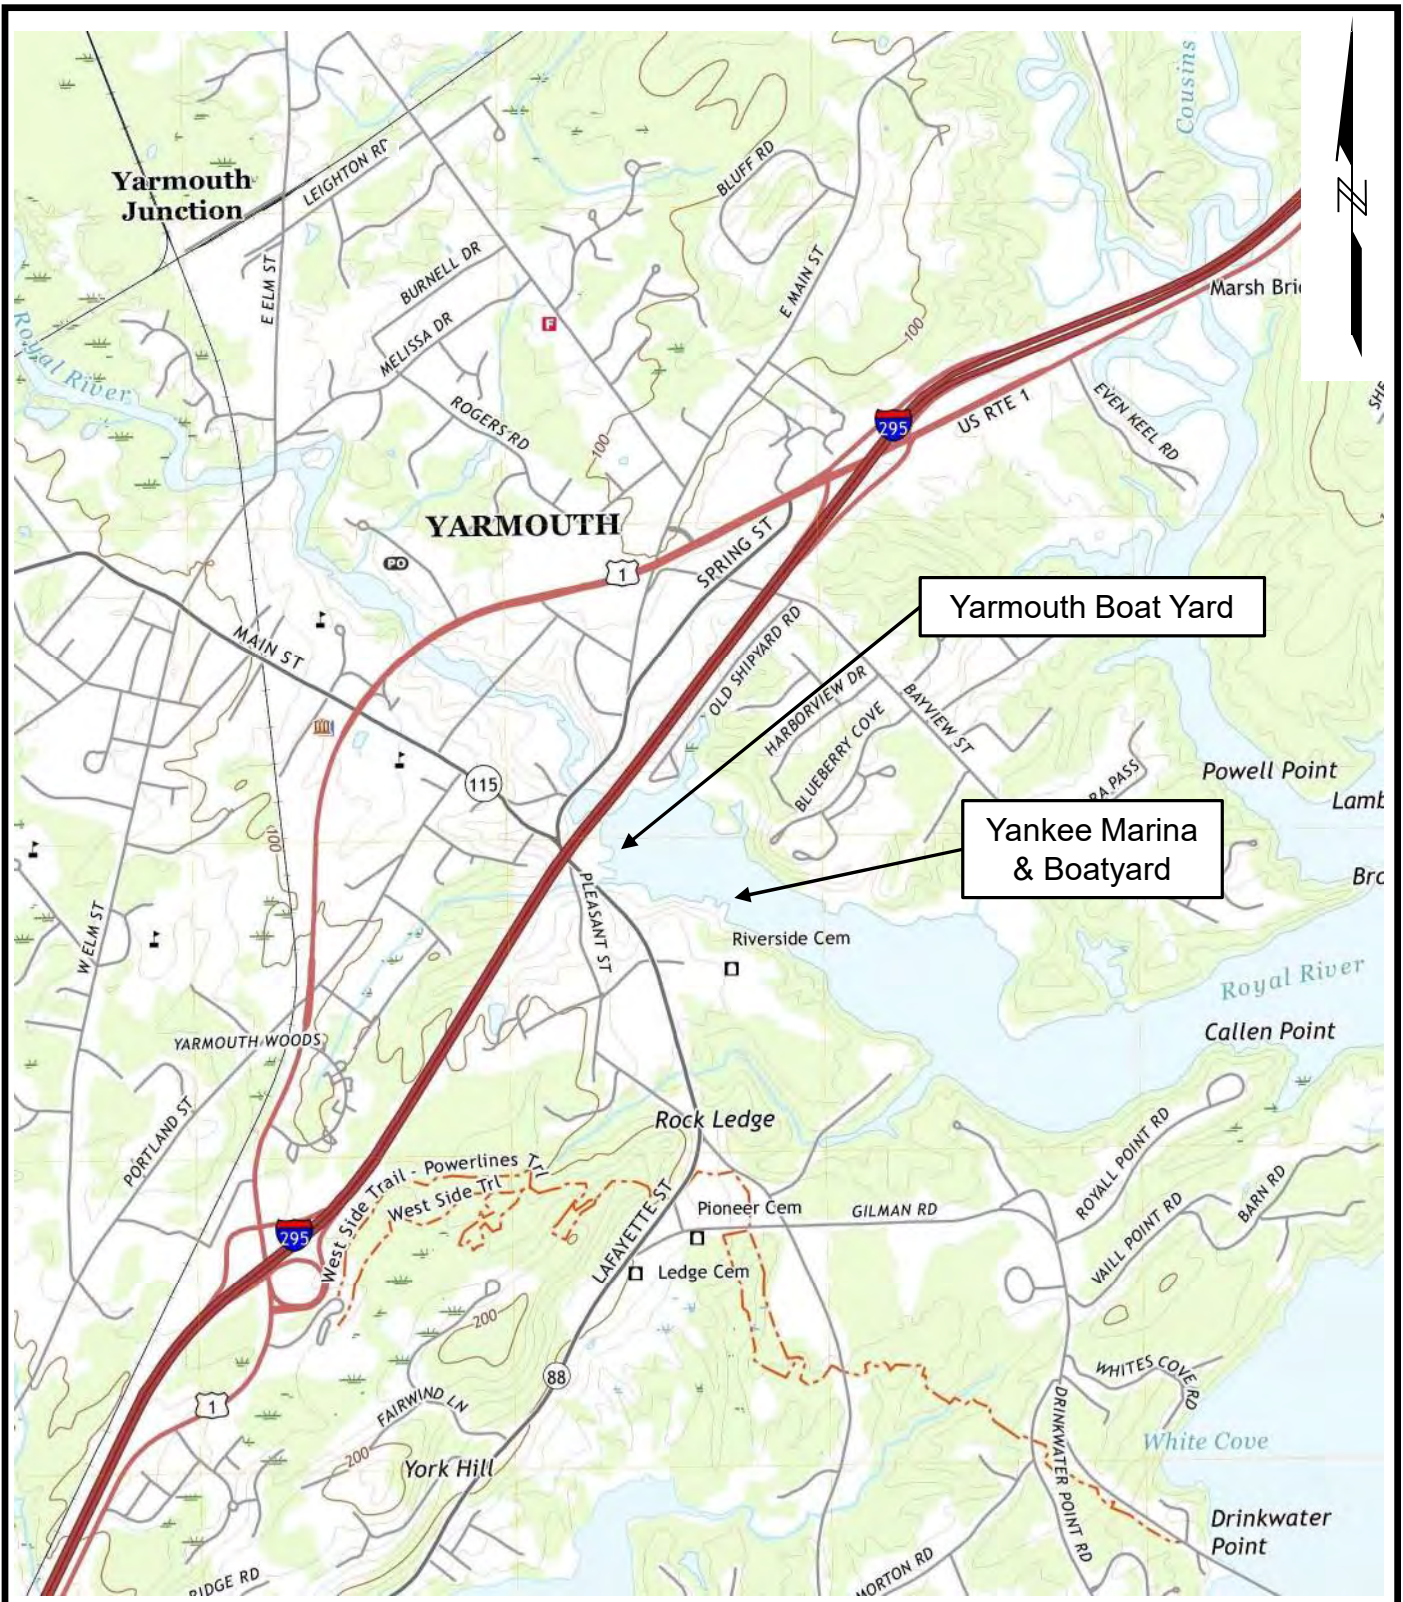 Cousins
N
Yarmouth
Junction
LEIGHTON RD
BLUFF RD
E ELM ST
BURNELL DR
E MAIN ST
Marsh Bri
Royal River
MELISSA DR
F
100
ROGERS RD
295
US RTE 1
EVEN KEEL RD
SHE
100
YARMOUTH
PO
1
SPRING ST
Yarmouth Boat Yard
MAIN ST
OLD SHIPYARD RD
HARBORVIEW DR
BAYVIEW ST
BLUEBERRY COVE
115
RA PASS
Powell Point
Lamb
100
Yankee Marina
& Boatyard
Bro
W ELM ST
PLEASANT ST
Riverside Cem
Royal River
Callen Point
YARMOUTH WOODS
PORTLAND ST
Rock Ledge
West Side Trail - Powerlines Trl
West Side Trl
LAFAYETTE ST
Pioneer Cem
GILMAN RD
ROYALL POINT RD
VAILL POINT RD
BARN RD
295
Ledge Cem
200
WHITES COVE RD
88
1
FAIRWIND LN
200
York Hill
DRINKWATER POINT RD
White Cove
Drinkwater
Point
RIDGE RD
MORTON RD